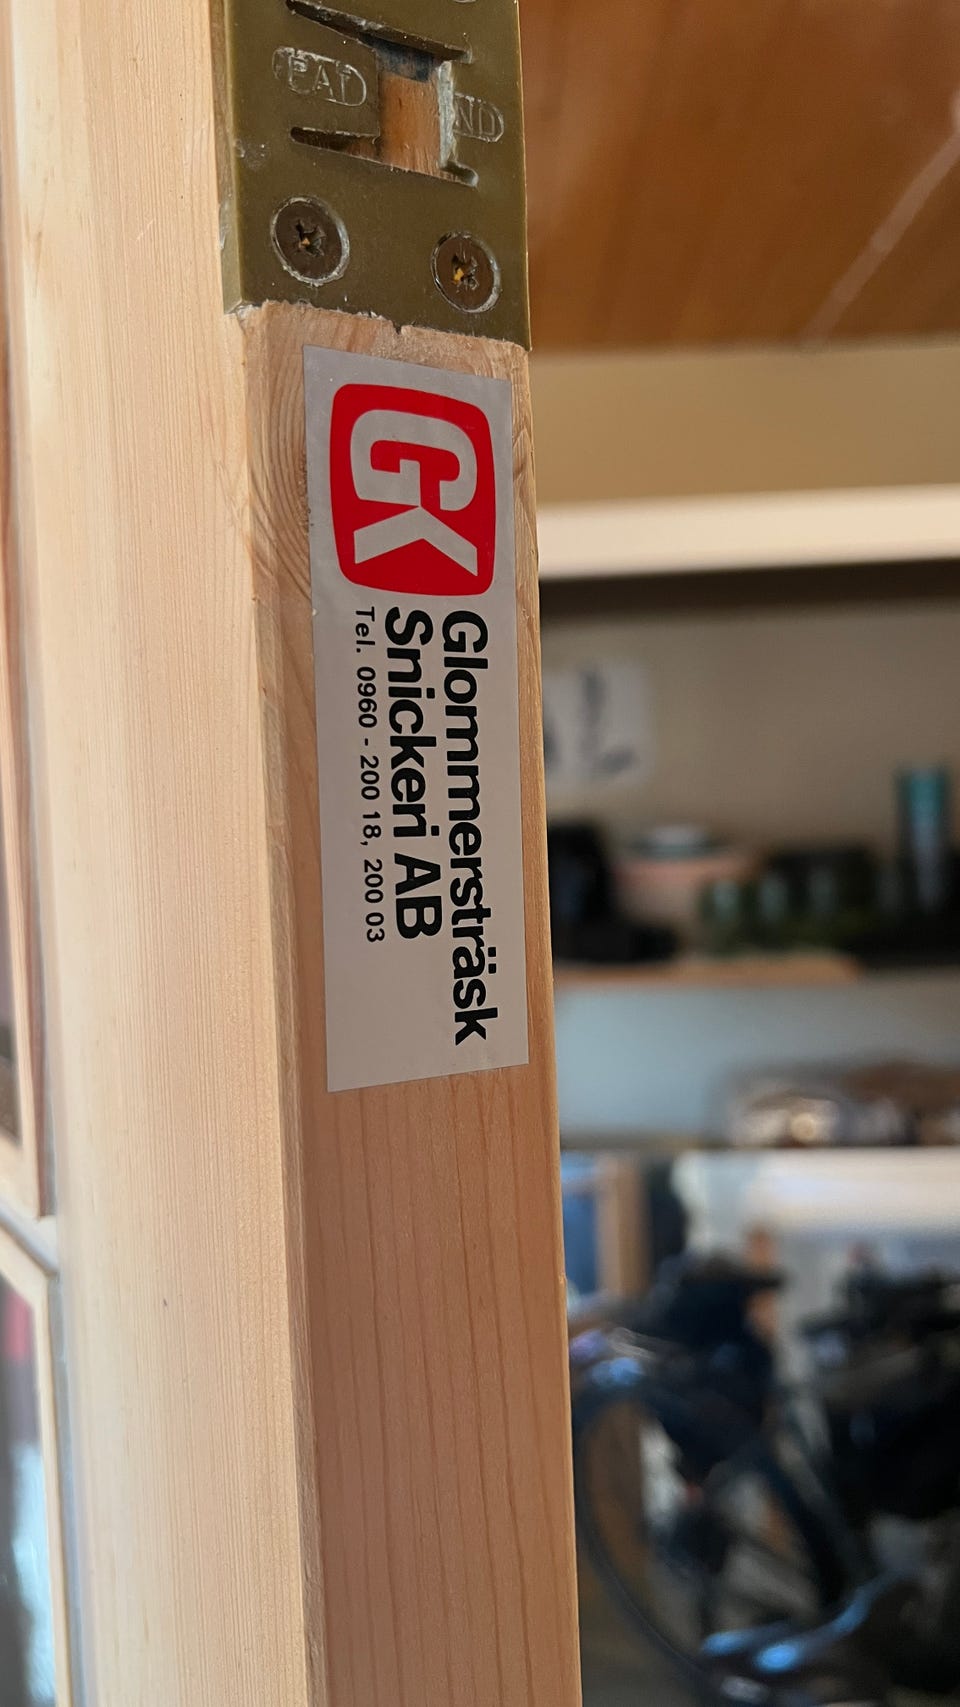 GK
Glommersträsk
Snickeri AB
Tel. 0960 - 200 18, 200 03